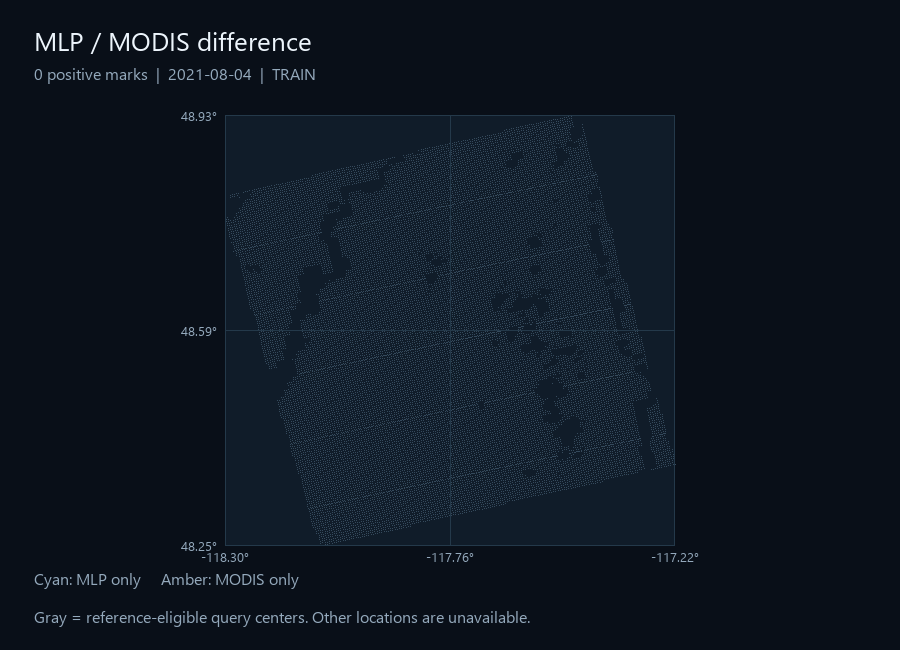 MLP / MODIS difference
0 positive marks | 2021-08-04 | TRAIN
48.93°
48.59°
48.25°
-118.30° -117.76° -117.22°
Cyan: MLP only Amber: MODIS only
Gray = reference-eligible query centers. Other locations are unavailable.